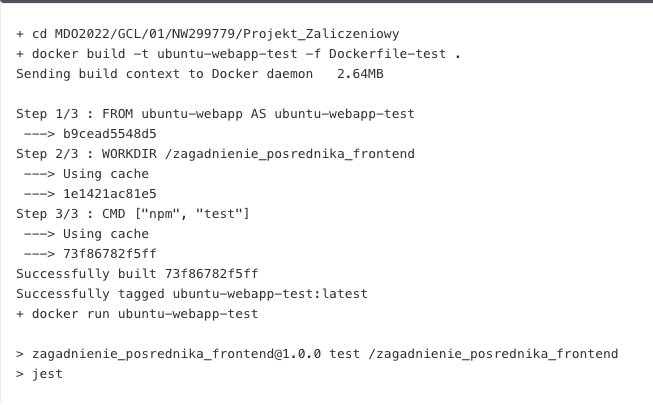 + cd MDO2022/GCL/01/NW299779/Projekt_Zaliczeniowy
+ docker build -t ubuntu-webapp-test -f Dockerfile-test .
Sending build context to Docker daemon   2.64MB
Step 1/3 : FROM ubuntu-webapp AS ubuntu-webapp-test
 ---> b9cead5548d5
Step 2/3 : WORKDIR /zagadnienie_posrednika_frontend
 ---> Using cache
 ---> 1e1421ac81e5
Step 3/3 : CMD ["npm", "test"]
 ---> Using cache
 ---> 73f86782f5ff
Successfully built 73f86782f5ff
Successfully tagged ubuntu-webapp-test:latest
+ docker run ubuntu-webapp-test
> zagadnienie_posrednika_frontend@1.0.0 test /zagadnienie_posrednika_frontend
> jest